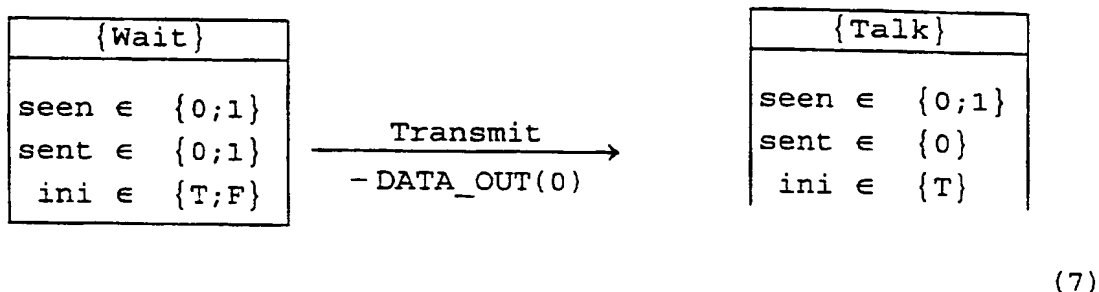 {Wait} {Talk}
seen ∈ {0;1} seen ∈ {0;1}
sent ∈ {0;1} Transmit sent ∈ {0}
ini ∈ {T;F} – DATA_OUT(0) ini ∈ {T}
(7)